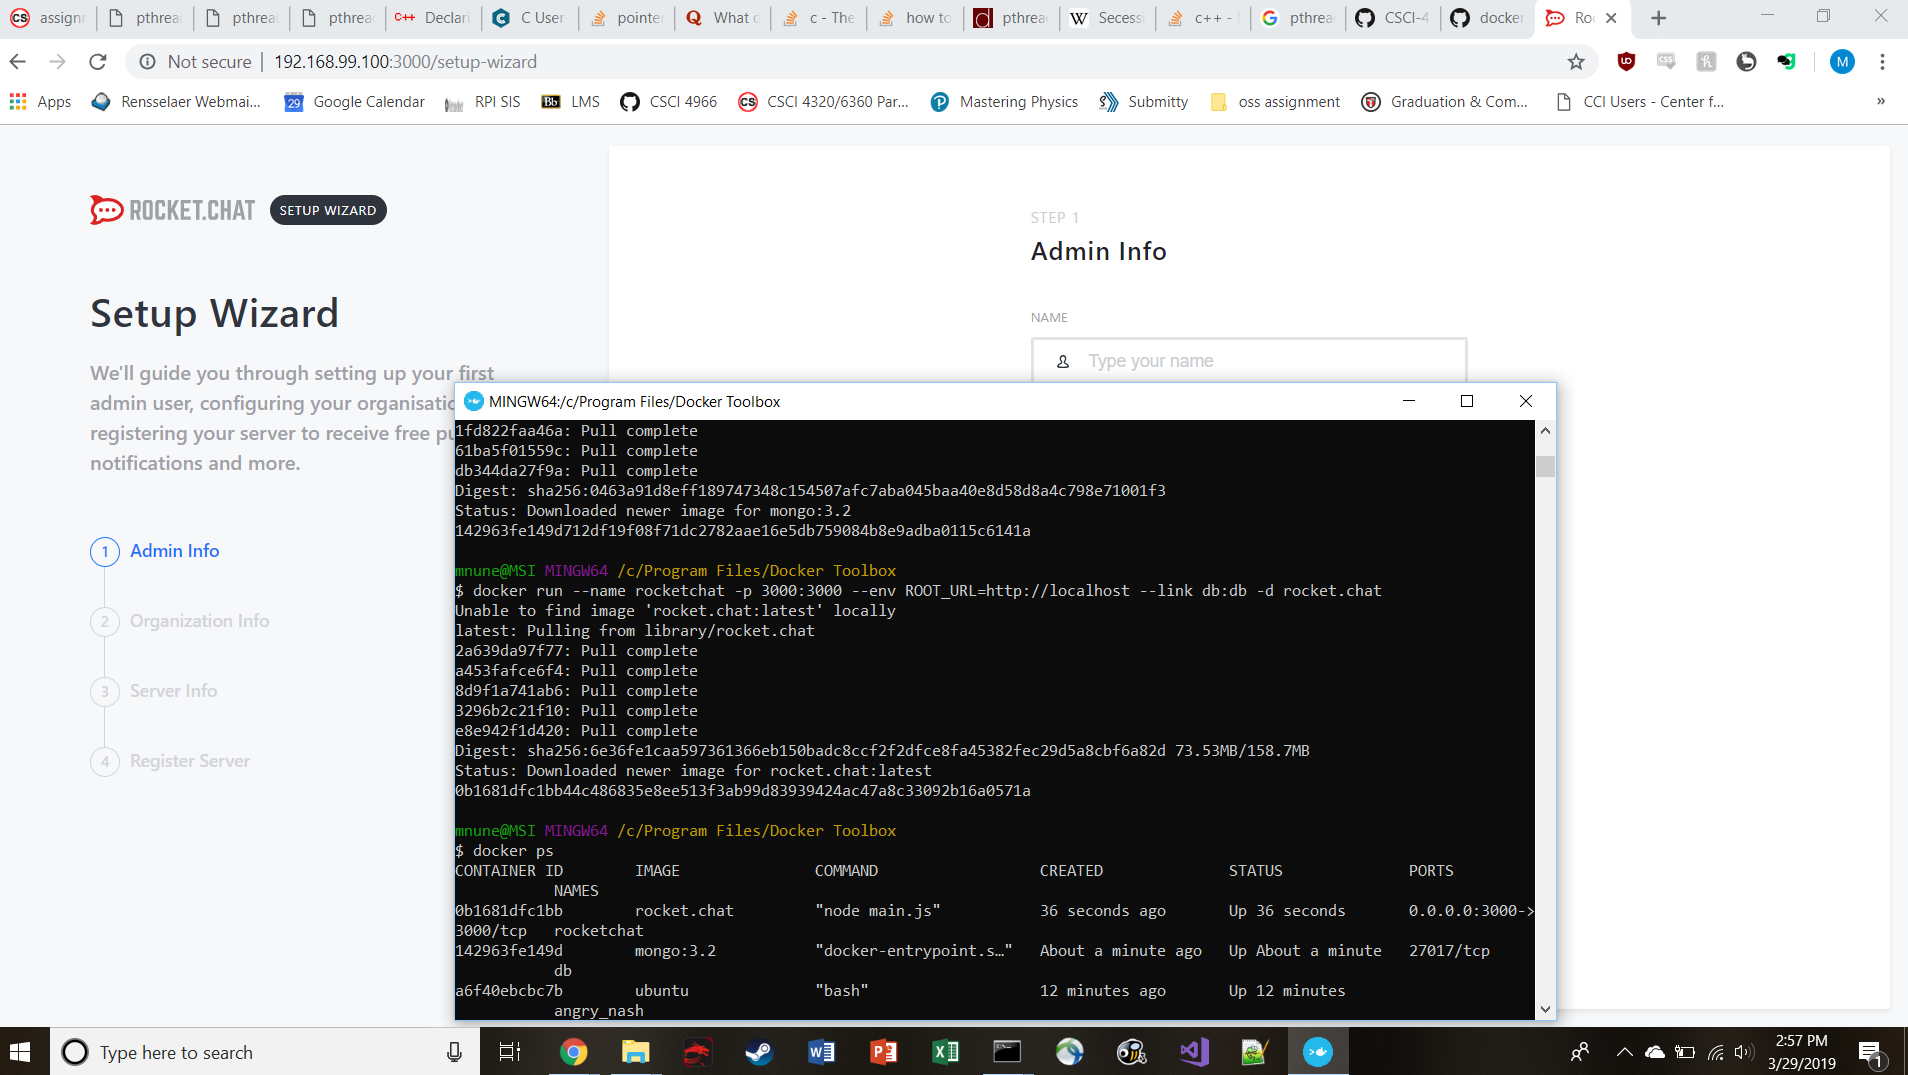 assignm
pthread
pthread
pthread
C++ Declari
C User
pointer
What d
c - The
how to
pthread
Secessi
c++ -
pthread
CSCI-4
docker
Roc
Not secure | 192.168.99.100:3000/setup-wizard
M
Apps
Rensselaer Webmai...
Google Calendar
RPI SIS
LMS
CSCI 4966
CSCI 4320/6360 Par...
Mastering Physics
Submitty
oss assignment
Graduation & Com...
CCI Users - Center f...
»
ROCKET.CHAT
SETUP WIZARD
Setup Wizard
We'll guide you through setting up your first
admin user, configuring your organisatio
registering your server to receive free pu
notifications and more.
1 Admin Info
2 Organization Info
3 Server Info
4 Register Server
STEP 1
Admin Info
NAME
Type your name
MINGW64:/c/Program Files/Docker Toolbox
1fd822faa46a: Pull complete
61ba5f01559c: Pull complete
db344da27f9a: Pull complete
Digest: sha256:0463a91d8eff189747348c154507afc7aba045baa40e8d58d8a4c798e71001f3
Status: Downloaded newer image for mongo:3.2
142963fe149d712df19f08f71dc2782aae16e5db759084b8e9adba0115c6141a
mnune@MSI MINGW64 /c/Program Files/Docker Toolbox
$ docker run --name rocketchat -p 3000:3000 --env ROOT_URL=http://localhost --link db:db -d rocket.chat
Unable to find image 'rocket.chat:latest' locally
latest: Pulling from library/rocket.chat
2a639da97f77: Pull complete
a453fafce6f4: Pull complete
8d9f1a741ab6: Pull complete
3296b2c21f10: Pull complete
e8e942f1d420: Pull complete
Digest: sha256:6e36fe1caa597361366eb150badc8ccf2f2dfce8fa45382fec29d5a8cbf6a82d 73.53MB/158.7MB
Status: Downloaded newer image for rocket.chat:latest
0b1681dfc1bb44c486835e8ee513f3ab99d83939424ac47a8c33092b16a0571a
mnune@MSI MINGW64 /c/Program Files/Docker Toolbox
$ docker ps
CONTAINER ID IMAGE COMMAND CREATED STATUS PORTS
NAMES
0b1681dfc1bb rocket.chat "node main.js" 36 seconds ago Up 36 seconds 0.0.0.0:3000->
3000/tcp rocketchat
142963fe149d mongo:3.2 "docker-entrypoint.s…" About a minute ago Up About a minute 27017/tcp
db
a6f40ebcbc7b ubuntu "bash" 12 minutes ago Up 12 minutes
angry_nash
Type here to search
2:57 PM
3/29/2019
1